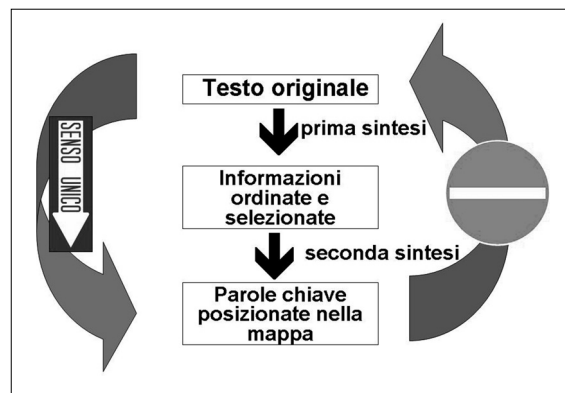 Testo originale
prima sintesi
SENSO UNICO
Informazioni
ordinate e
selezionate
seconda sintesi
Parole chiave
posizionate nella
mappa